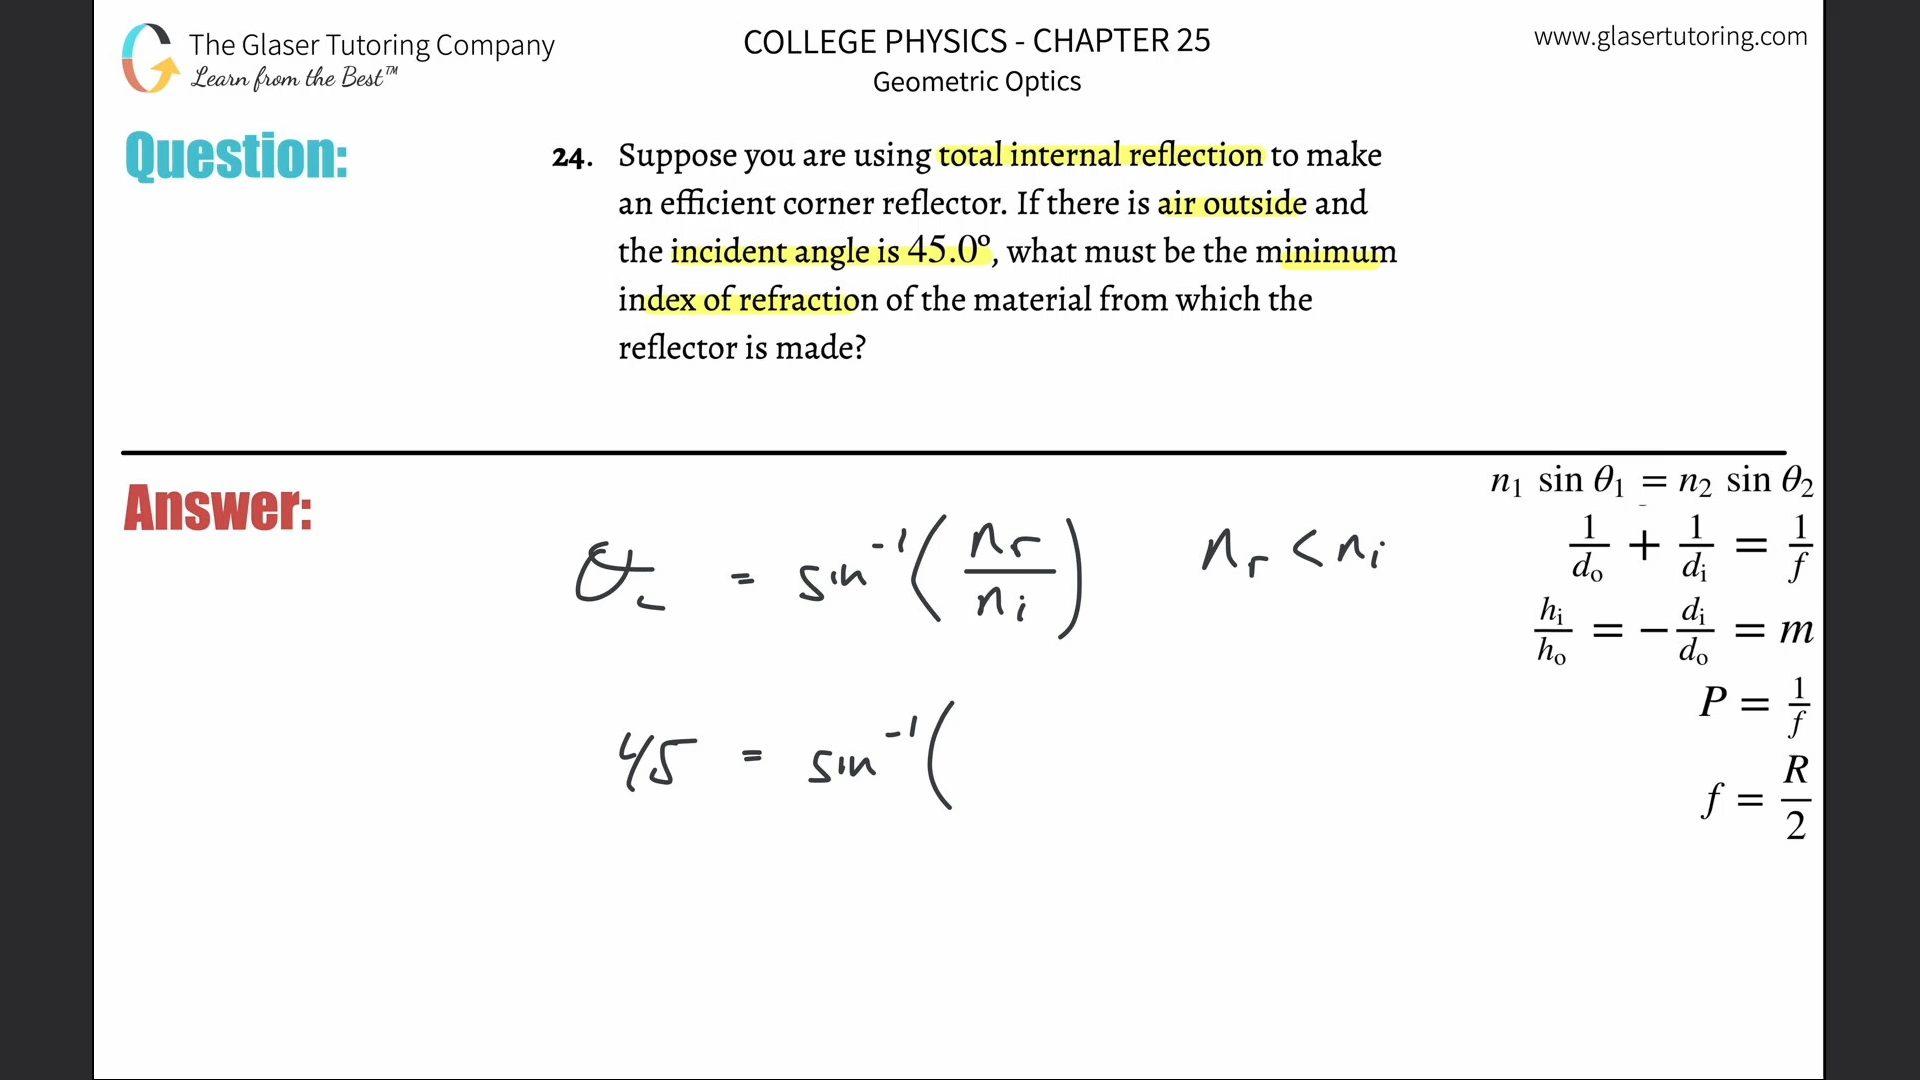 The Glaser Tutoring Company
Learn from the Best™
COLLEGE PHYSICS - CHAPTER 25
Geometric Optics
www.glasertutoring.com
Question:
24. Suppose you are using total internal reflection to make
an efficient corner reflector. If there is air outside and
the incident angle is 45.0º, what must be the minimum
index of refraction of the material from which the
reflector is made?
Answer:
θc = sin⁻¹(nr/ni) nr < ni
45 = sin⁻¹(
n₁ sin θ₁ = n₂ sin θ₂
1/dₒ + 1/dᵢ = 1/f
hᵢ/hₒ = −dᵢ/dₒ = m
P = 1/f
f = R/2